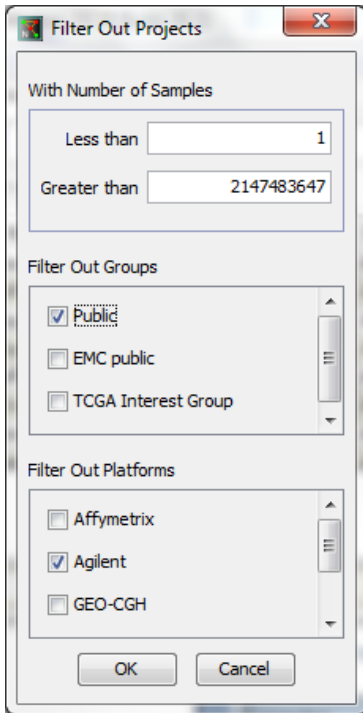 Filter Out Projects
With Number of Samples
Less than 1
Greater than 2147483647
Filter Out Groups
Public
EMC public
TCGA Interest Group
Filter Out Platforms
Affymetrix
Agilent
GEO-CGH
OK Cancel